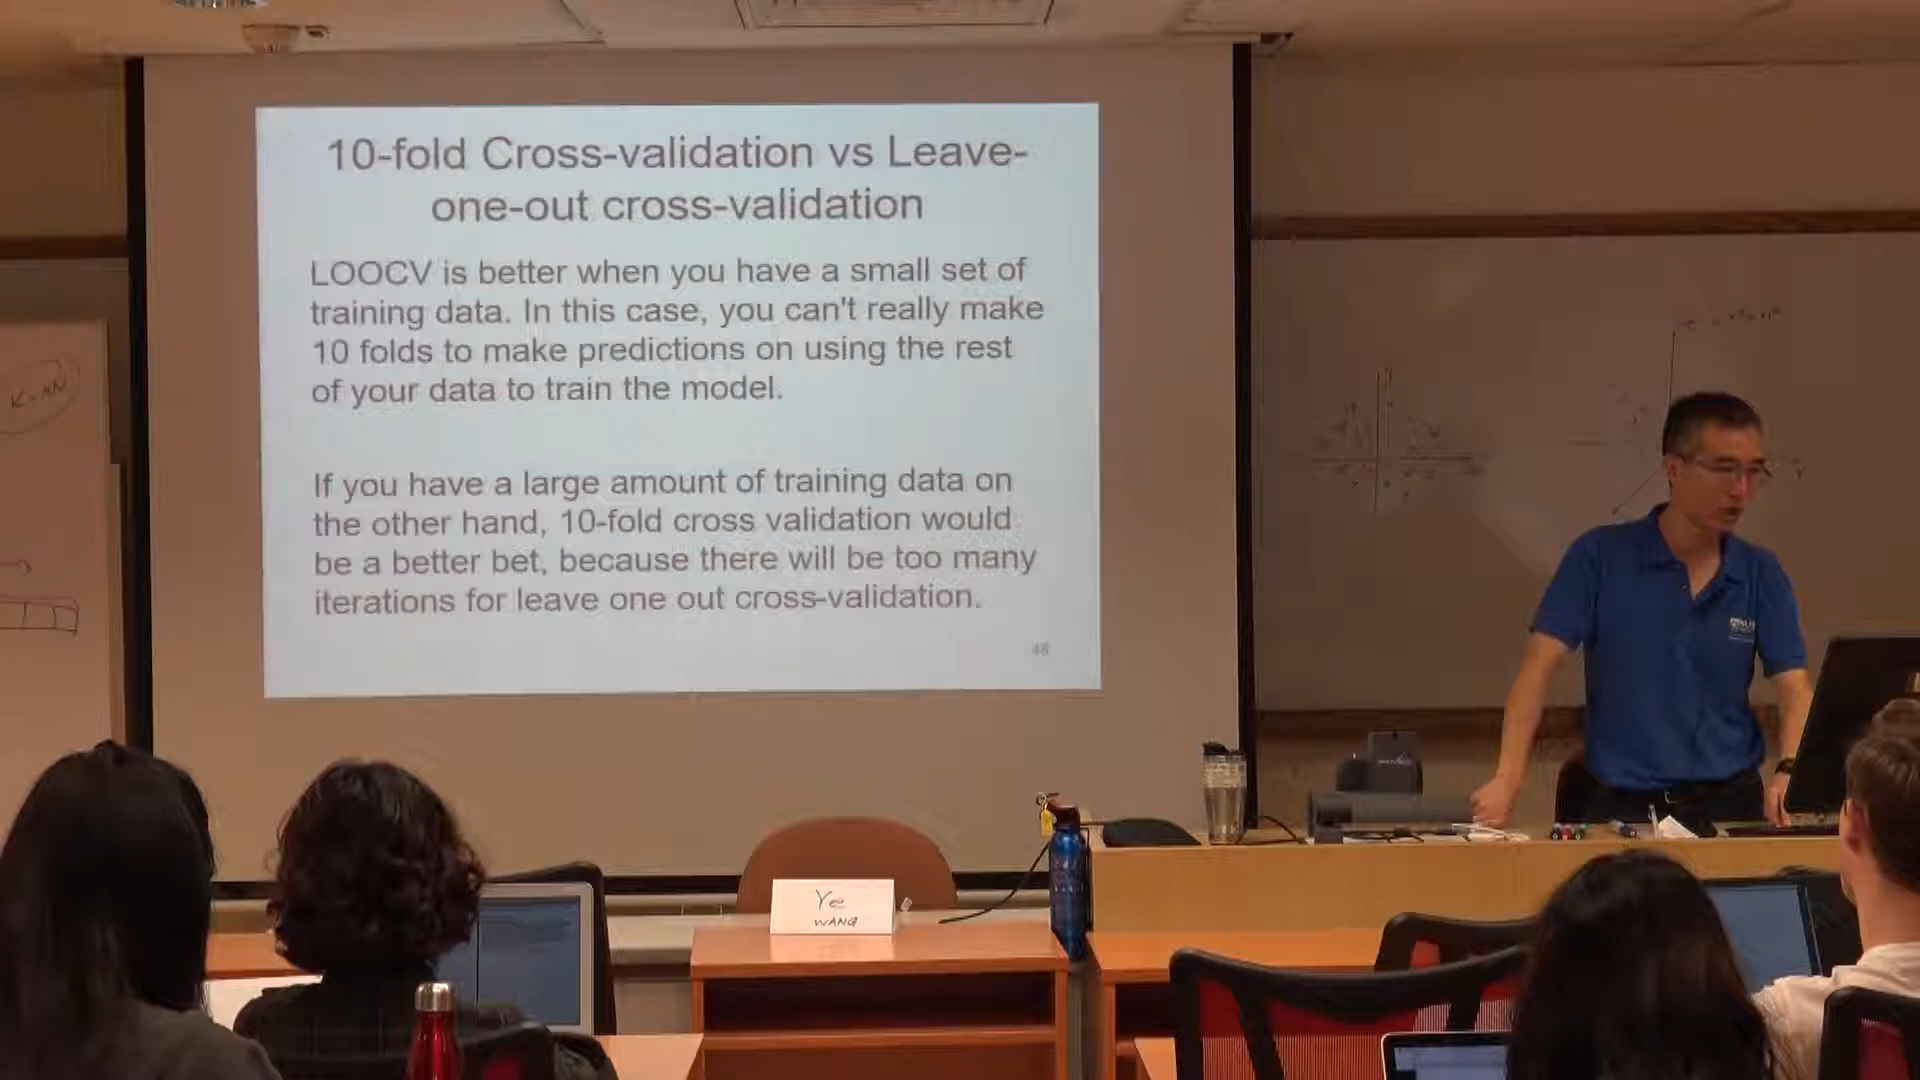 10-fold Cross-validation vs Leave-
one-out cross-validation
LOOCV is better when you have a small set of
training data. In this case, you can't really make
10 folds to make predictions on using the rest
of your data to train the model.
If you have a large amount of training data on
the other hand, 10-fold cross validation would
be a better bet, because there will be too many
iterations for leave one out cross-validation.
48
K-NN
Ye
WANG